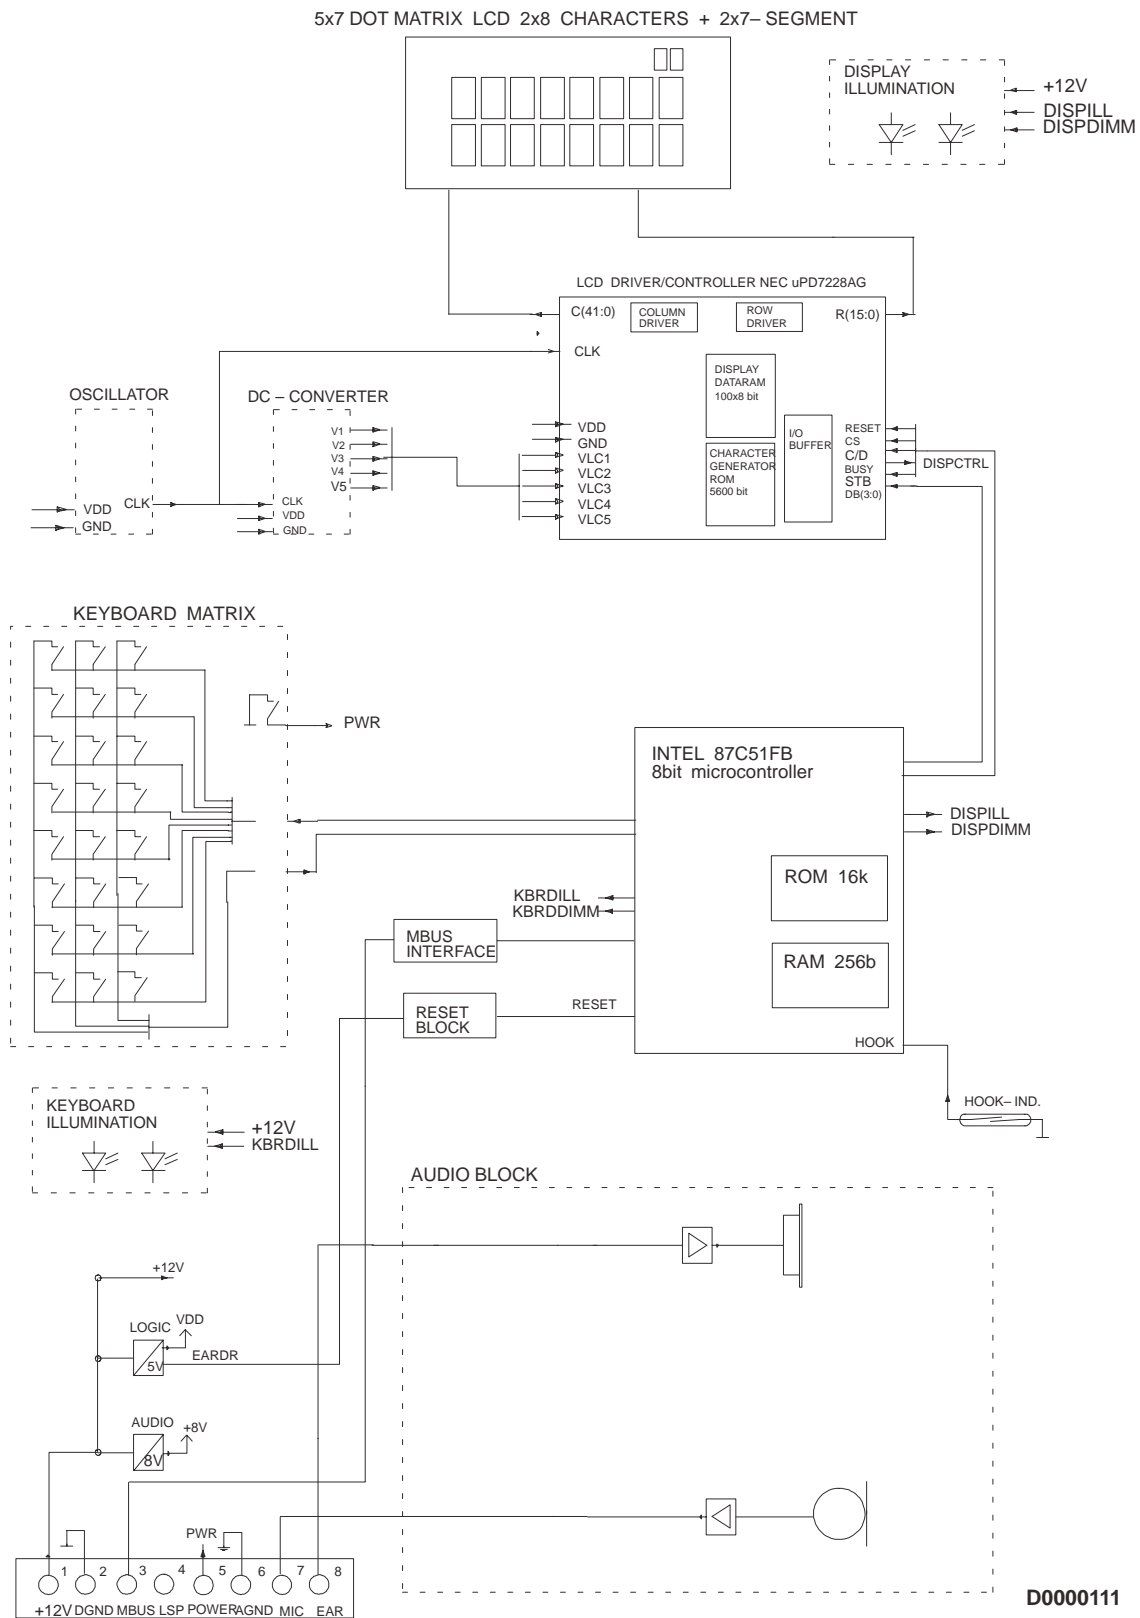 5x7 DOT MATRIX LCD 2x8 CHARACTERS + 2x7– SEGMENT
DISPLAY
ILLUMINATION
+12V
DISPILL
DISPDIMM
LCD DRIVER/CONTROLLER NEC uPD7228AG
C(41:0)
COLUMN
DRIVER
ROW
DRIVER
R(15:0)
CLK
DISPLAY
DATARAM
100x8 bit
OSCILLATOR
DC – CONVERTER
V1
V2
V3
V4
V5
VDD
GND
VLC1
VLC2
VLC3
VLC4
VLC5
CHARACTER
GENERATOR
ROM
5600 bit
I/O
BUFFER
RESET
CS
C/D
BUSY
STB
DB(3:0)
DISPCTRL
CLK
VDD
GND
CLK
VDD
GND
KEYBOARD MATRIX
PWR
INTEL 87C51FB
8bit microcontroller
DISPILL
DISPDIMM
ROM 16k
KBRDILL
KBRDDIMM
MBUS
INTERFACE
RAM 256b
RESET
BLOCK
RESET
HOOK
HOOK– IND.
KEYBOARD
ILLUMINATION
+12V
KBRDILL
AUDIO BLOCK
+12V
LOGIC
VDD
5V
EARDR
AUDIO
+8V
8V
PWR
1 2 3 4 5 6 7 8
+12V DGND MBUS LSP POWER AGND MIC EAR
D0000111